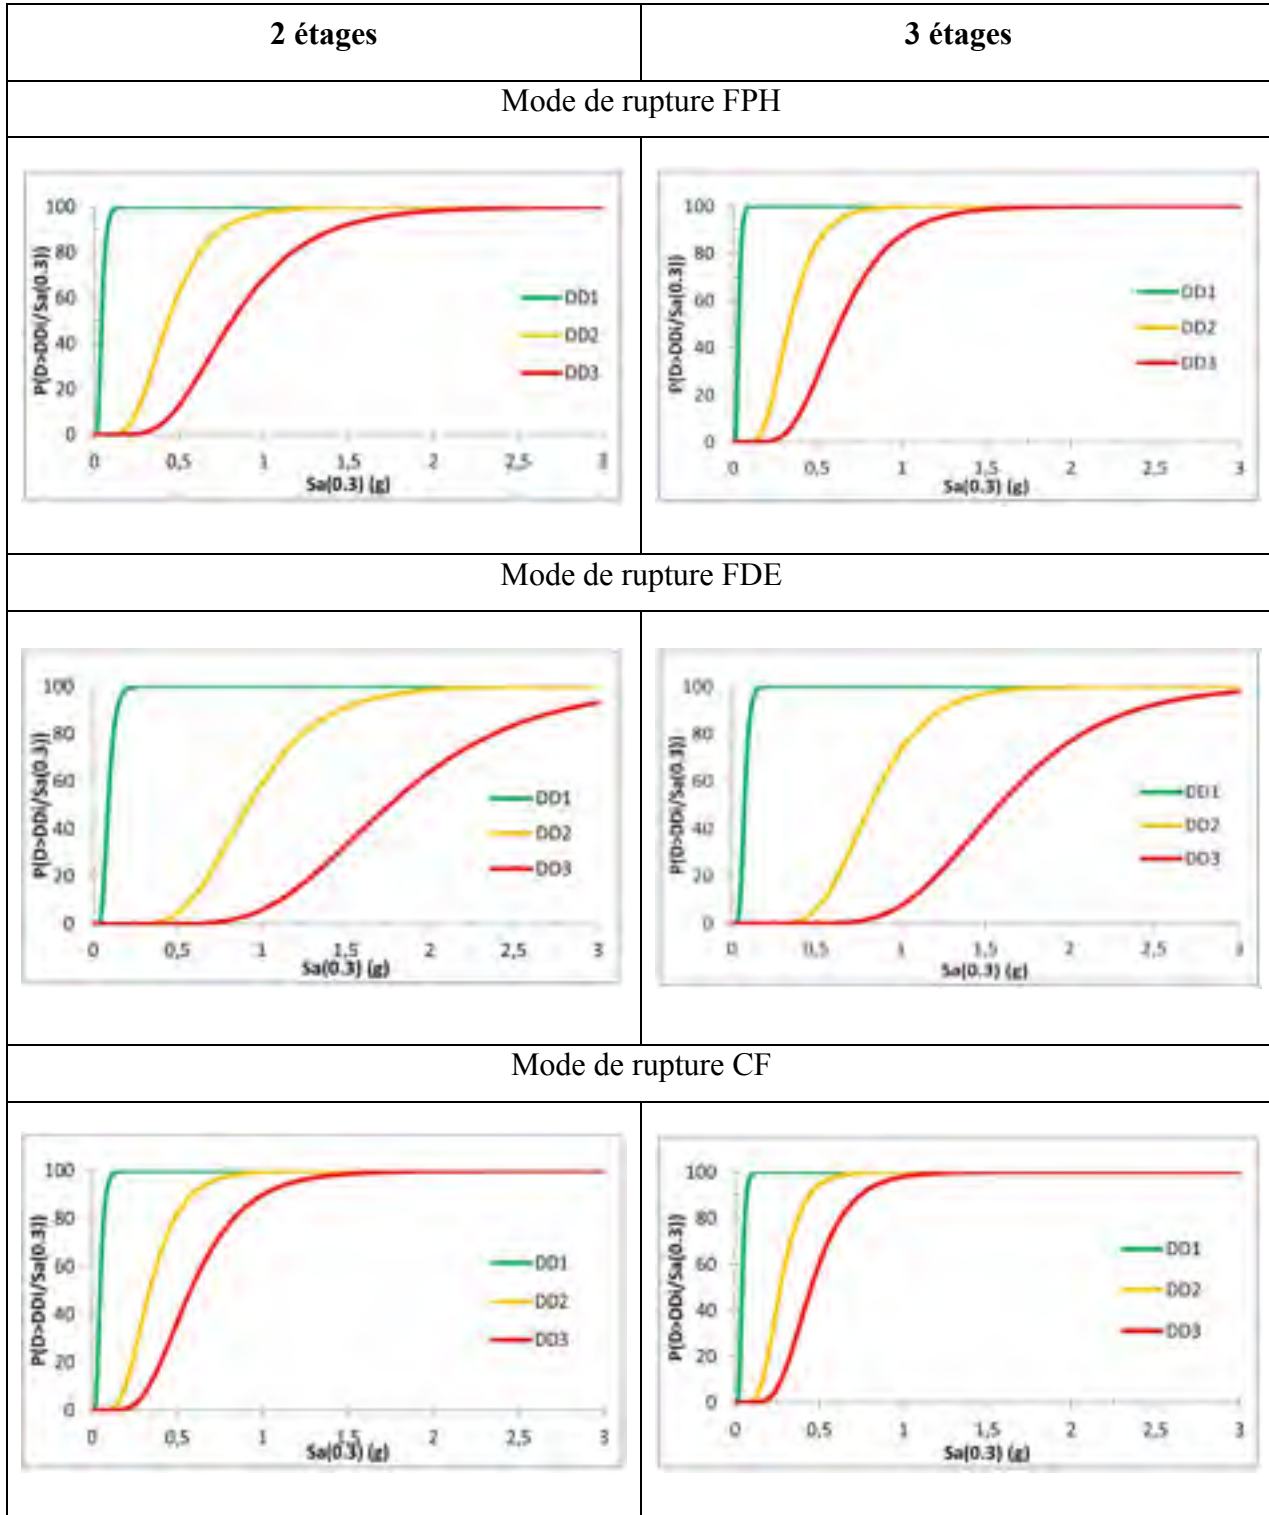 2 étages
3 étages
Mode de rupture FPH
P(D>DDi/Sa(0.3))
100
80
60
40
20
0
0 0,5 1 1,5 2 2,5 3
Sa(0.3) (g)
DD1
DD2
DD3
P(D>DDi/Sa(0.3))
100
80
60
40
20
0
0 0,5 1 1,5 2 2,5 3
Sa(0.3) (g)
DD1
DD2
DD3
Mode de rupture FDE
P(D>DDi/Sa(0.3))
100
80
60
40
20
0
0 0,5 1 1,5 2 2,5 3
Sa(0.3) (g)
DD1
DD2
DD3
P(D>DDi/Sa(0.3))
100
80
60
40
20
0
0 0,5 1 1,5 2 2,5 3
Sa(0.3) (g)
DD1
DD2
DD3
Mode de rupture CF
P(D>DDi/Sa(0.3))
100
80
60
40
20
0
0 0,5 1 1,5 2 2,5 3
Sa(0.3) (g)
DD1
DD2
DD3
P(D>DDi/Sa(0.3))
100
80
60
40
20
0
0 0,5 1 1,5 2 2,5 3
Sa(0.3) (g)
DD1
DD2
DD3